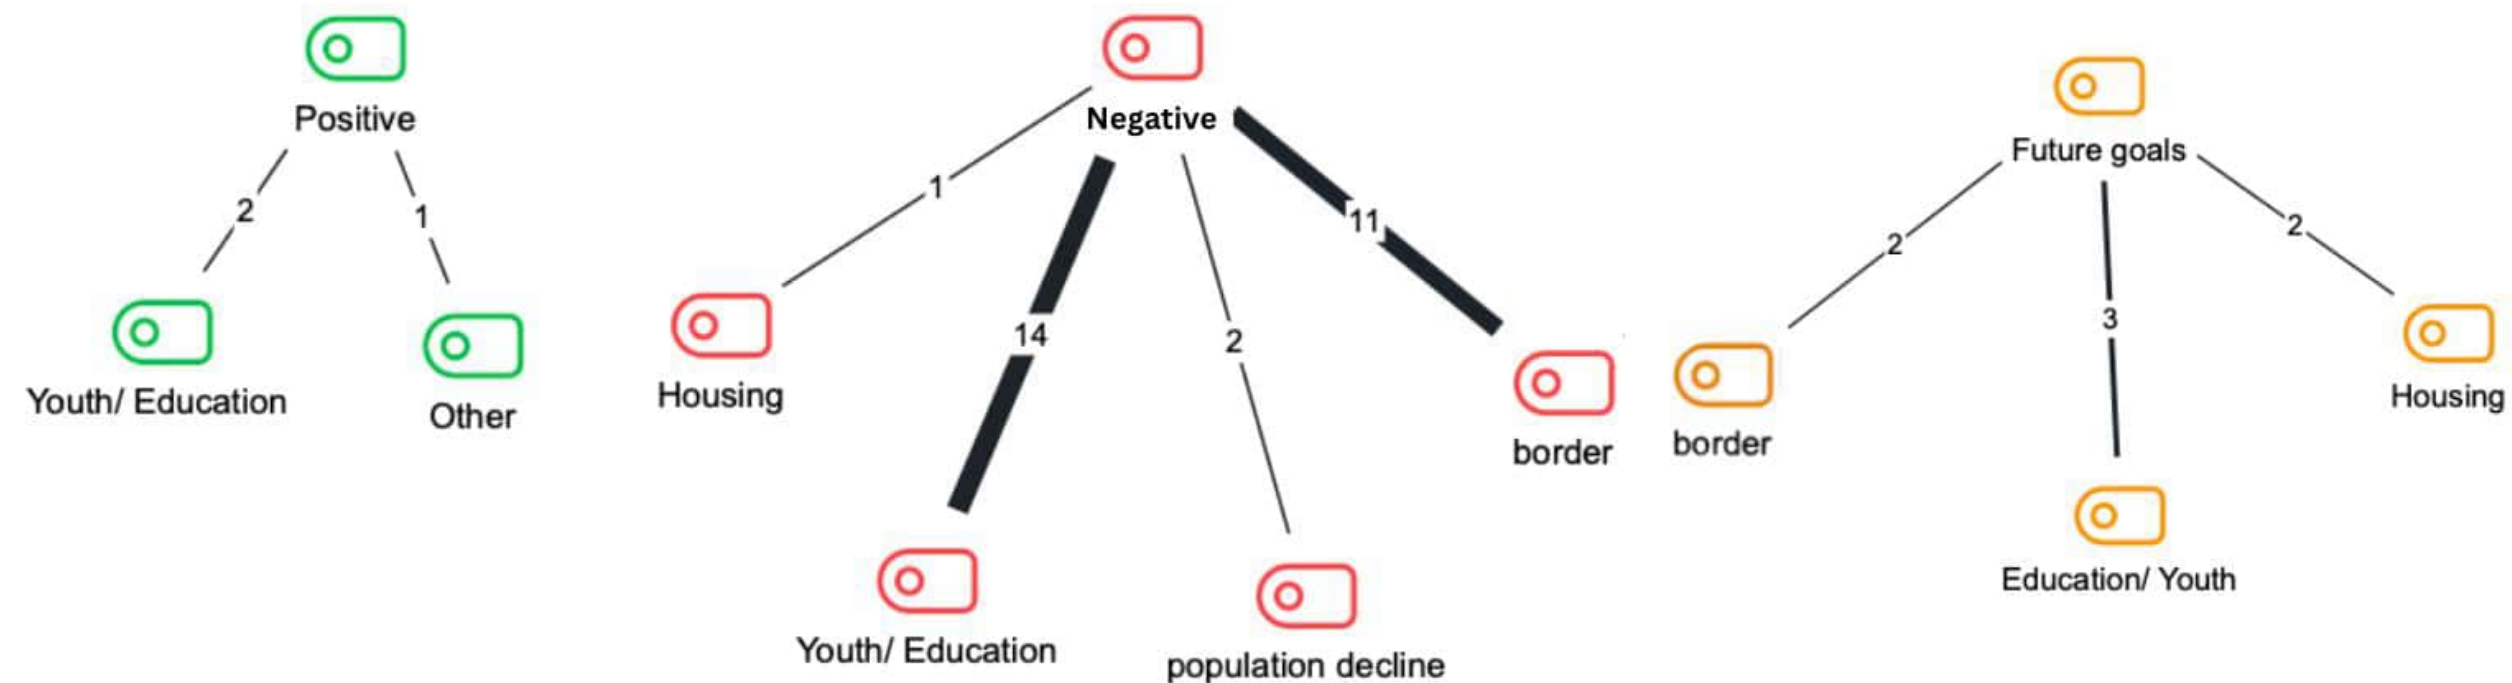 Positive
2
1
Youth/ Education
Other
Negative
1
14
2
11
Housing
Youth/ Education
population decline
border
Future goals
2
3
2
border
Education/ Youth
Housing